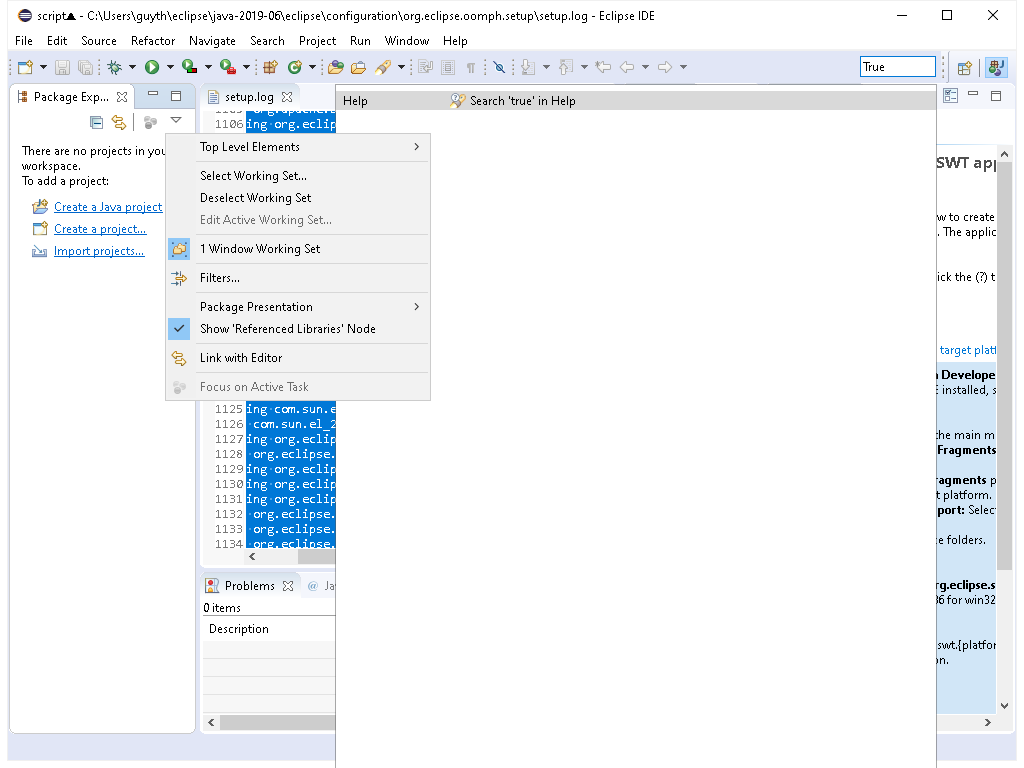 script▲ - C:\Users\guyth\eclipse\java-2019-06\eclipse\configuration\org.eclipse.oomph.setup\setup.log - Eclipse IDE
File Edit Source Refactor Navigate Search Project Run Window Help
True
Package Exp...
setup.log
Help Search 'true' in Help
1106 ing·org.eclip
There are no projects in you
workspace.
To add a project:
Create a Java project
Create a project...
Import projects...
Top Level Elements
Select Working Set...
Deselect Working Set
Edit Active Working Set...
1 Window Working Set
Filters...
Package Presentation
Show 'Referenced Libraries' Node
Link with Editor
Focus on Active Task
1125 ing·com.sun.e
1126 ·com.sun.el_2
1127 ing·org.eclip
1128 ·org.eclipse.
1129 ing·org.eclip
1130 ing·org.eclip
1131 ing·org.eclip
1132 ·org.eclipse.
1133 ·org.eclipse.
1134 ·org.eclipse.
Problems @ Ja
0 items
Description
SWT app
w to create
. The applic
ick the (?) t
target platf
Develope
installed, s
the main m
Fragments
ragments p
t platform.
port: Selec
e folders.
rg.eclipse.s
86 for win32
swt.{platfor
on.